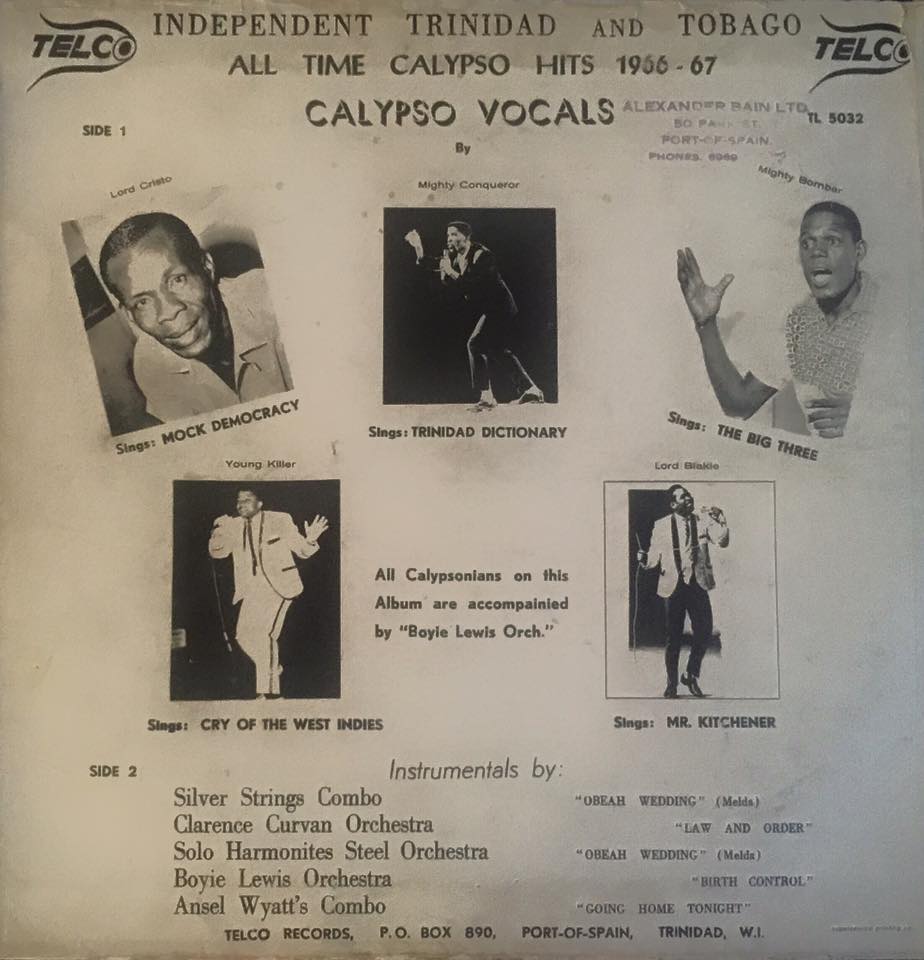 TELCO
INDEPENDENT TRINIDAD AND TOBAGO
TELCO
ALL TIME CALYPSO HITS 1966-67
CALYPSO VOCALS
ALEXANDER BAIN LTD.
50 PARK ST.
PORT-OF-SPAIN.
PHONES.
TL 5032
SIDE 1
By
Lord Cristo
Mighty Conqueror
Mighty Bomber
Sings: MOCK DEMOCRACY
Sings: TRINIDAD DICTIONARY
Sings: THE BIG THREE
Young Killer
Lord Blakie
All Calypsonians on this
Album are accompainied
by "Boyie Lewis Orch."
Sings: CRY OF THE WEST INDIES
Sings: MR. KITCHENER
SIDE 2
Instrumentals by:
Silver Strings Combo "OBEAH WEDDING" (Melda)
Clarence Curvan Orchestra "LAW AND ORDER"
Solo Harmonites Steel Orchestra "OBEAH WEDDING" (Melda)
Boyie Lewis Orchestra "BIRTH CONTROL"
Ansel Wyatt's Combo "GOING HOME TONIGHT"
TELCO RECORDS, P.O. BOX 890, PORT-OF-SPAIN, TRINIDAD, W.I.